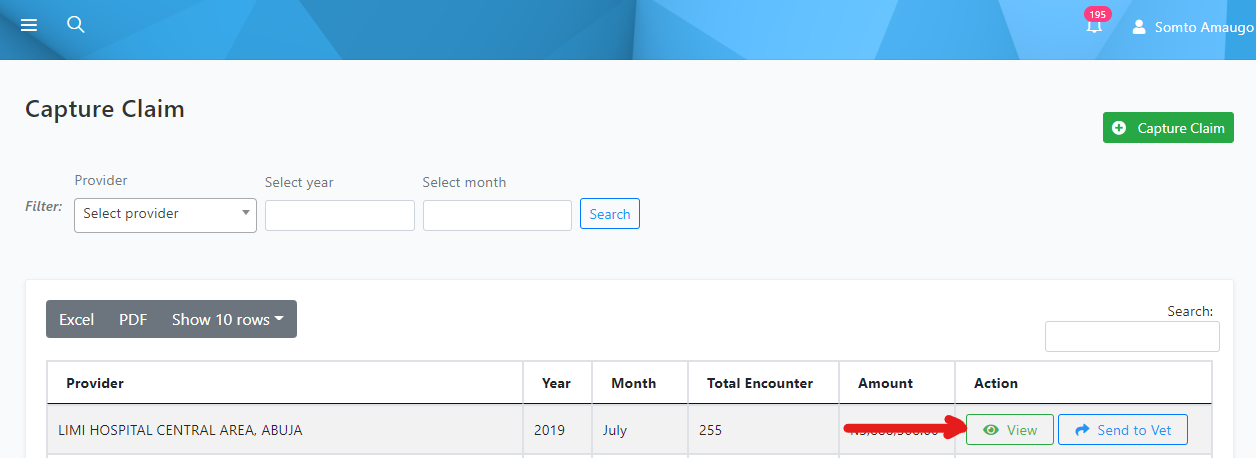 195
Somto Amaugo
Capture Claim
Capture Claim
Provider
Select year
Select month
Filter:
Select provider
Search
Excel
PDF
Show 10 rows
Search:
Provider
Year
Month
Total Encounter
Amount
Action
LIMI HOSPITAL CENTRAL AREA, ABUJA
2019
July
255
View
Send to Vet